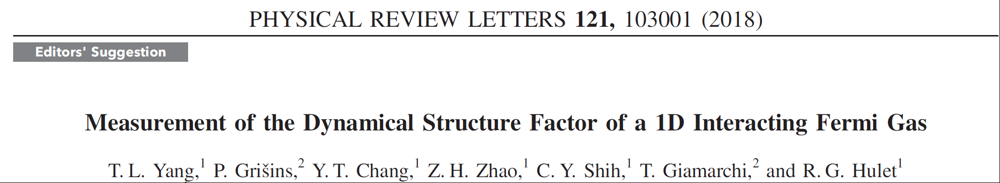 PHYSICAL REVIEW LETTERS 121, 103001 (2018)
Editors' Suggestion
Measurement of the Dynamical Structure Factor of a 1D Interacting Fermi Gas
T. L. Yang,1 P. Grišins,2 Y. T. Chang,1 Z. H. Zhao,1 C. Y. Shih,1 T. Giamarchi,2 and R. G. Hulet1